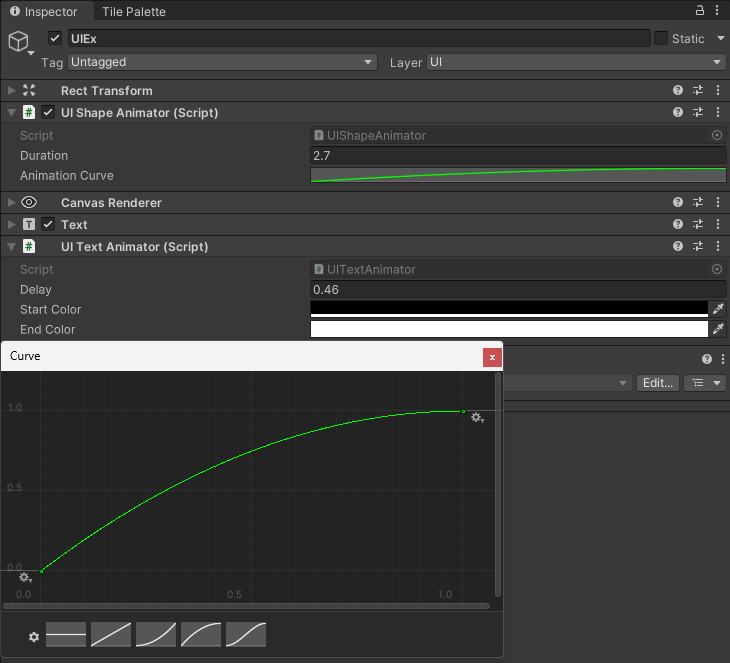 Inspector Tile Palette
UIEx Static
Tag Untagged Layer UI
Rect Transform
# UI Shape Animator (Script)
Script # UIShapeAnimator
Duration 2.7
Animation Curve
Canvas Renderer
T Text
# UI Text Animator (Script)
Script # UITextAnimator
Delay 0.46
Start Color
End Color
Curve x
Edit...
1.0
0.5
0.0
0.0 0.5 1.0